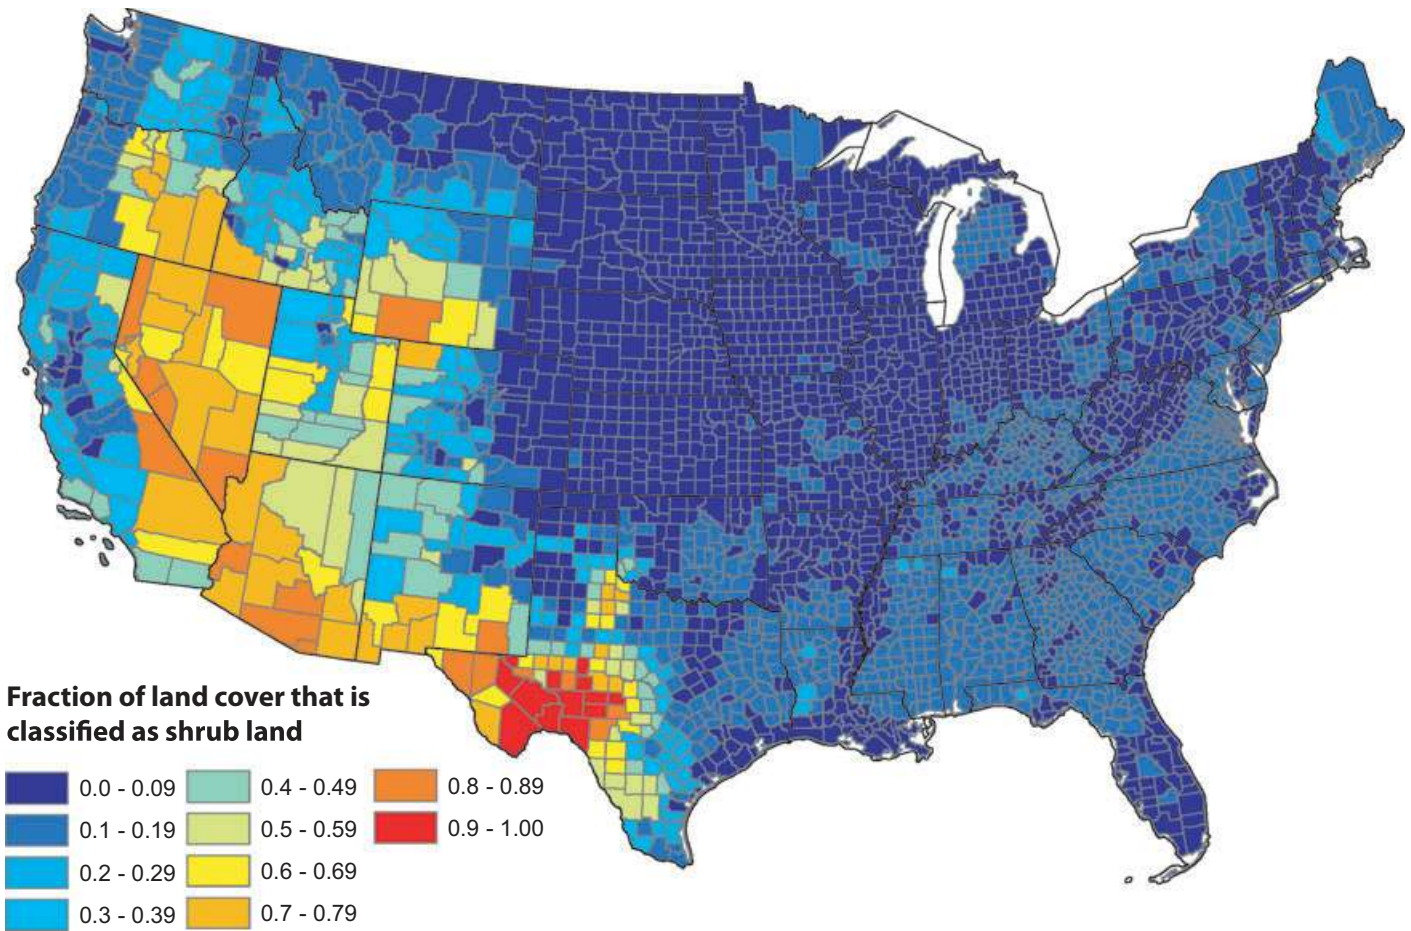 Fraction of land cover that is
classified as shrub land
0.0 - 0.09
0.1 - 0.19
0.2 - 0.29
0.3 - 0.39
0.4 - 0.49
0.5 - 0.59
0.6 - 0.69
0.7 - 0.79
0.8 - 0.89
0.9 - 1.00